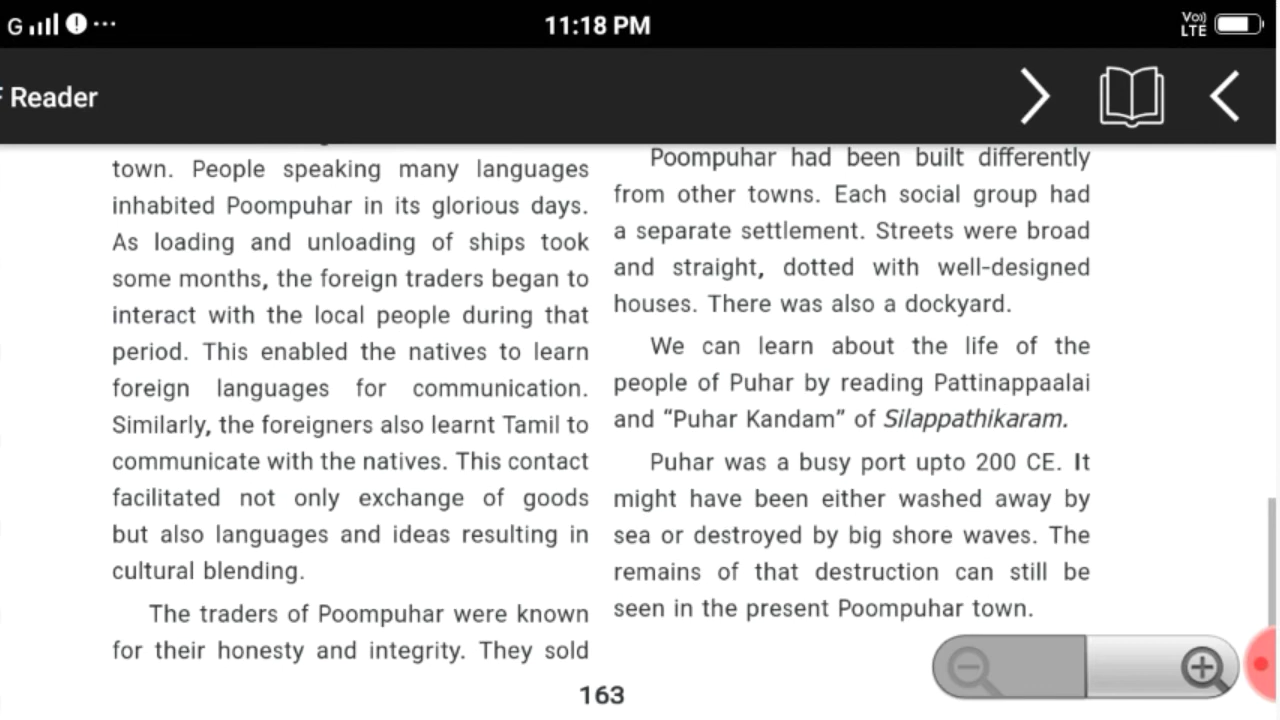 G
11:18 PM
Vo)) LTE
Reader
town. People speaking many languages
inhabited Poompuhar in its glorious days.
As loading and unloading of ships took
some months, the foreign traders began to
interact with the local people during that
period. This enabled the natives to learn
foreign languages for communication.
Similarly, the foreigners also learnt Tamil to
communicate with the natives. This contact
facilitated not only exchange of goods
but also languages and ideas resulting in
cultural blending.
The traders of Poompuhar were known
for their honesty and integrity. They sold
Poompuhar had been built differently
from other towns. Each social group had
a separate settlement. Streets were broad
and straight, dotted with well-designed
houses. There was also a dockyard.
We can learn about the life of the
people of Puhar by reading Pattinappaalai
and “Puhar Kandam” of Silappathikaram.
Puhar was a busy port upto 200 CE. It
might have been either washed away by
sea or destroyed by big shore waves. The
remains of that destruction can still be
seen in the present Poompuhar town.
163